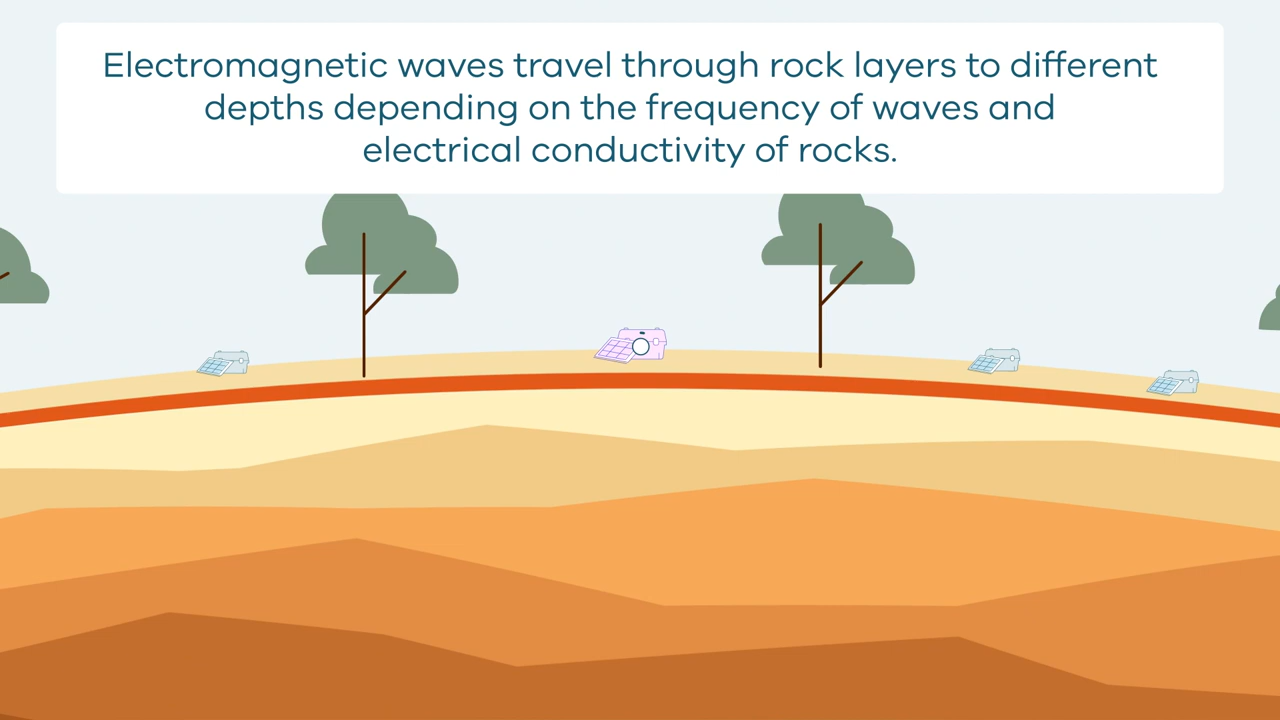 Electromagnetic waves travel through rock layers to different
depths depending on the frequency of waves and
electrical conductivity of rocks.